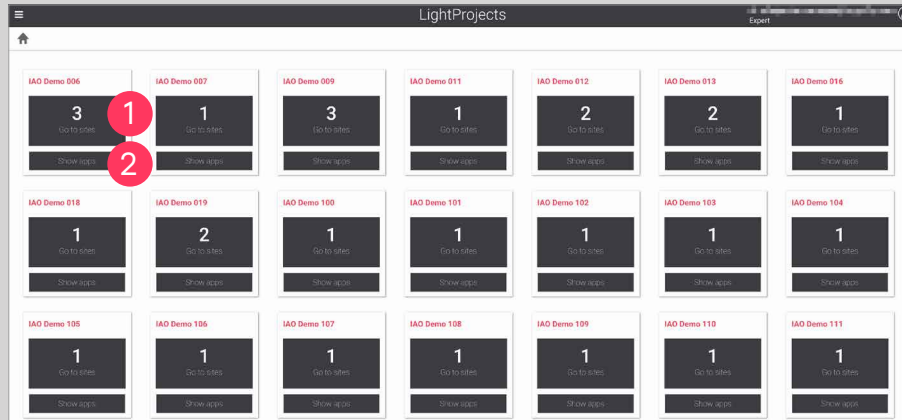 LightProjects
Expert
IAO Demo 006 IAO Demo 007 IAO Demo 009 IAO Demo 011 IAO Demo 012 IAO Demo 013 IAO Demo 016
3 1 1 3 1 2 2 1
Go to sites Go to sites Go to sites Go to sites Go to sites Go to sites Go to sites
Show apps 2 Show apps Show apps Show apps Show apps Show apps Show apps
IAO Demo 018 IAO Demo 019 IAO Demo 100 IAO Demo 101 IAO Demo 102 IAO Demo 103 IAO Demo 104
1 2 1 1 1 1 1
Go to sites Go to sites Go to sites Go to sites Go to sites Go to sites Go to sites
Show apps Show apps Show apps Show apps Show apps Show apps Show apps
IAO Demo 105 IAO Demo 106 IAO Demo 107 IAO Demo 108 IAO Demo 109 IAO Demo 110 IAO Demo 111
1 1 1 1 1 1 1
Go to sites Go to sites Go to sites Go to sites Go to sites Go to sites Go to sites
Show apps Show apps Show apps Show apps Show apps Show apps Show apps